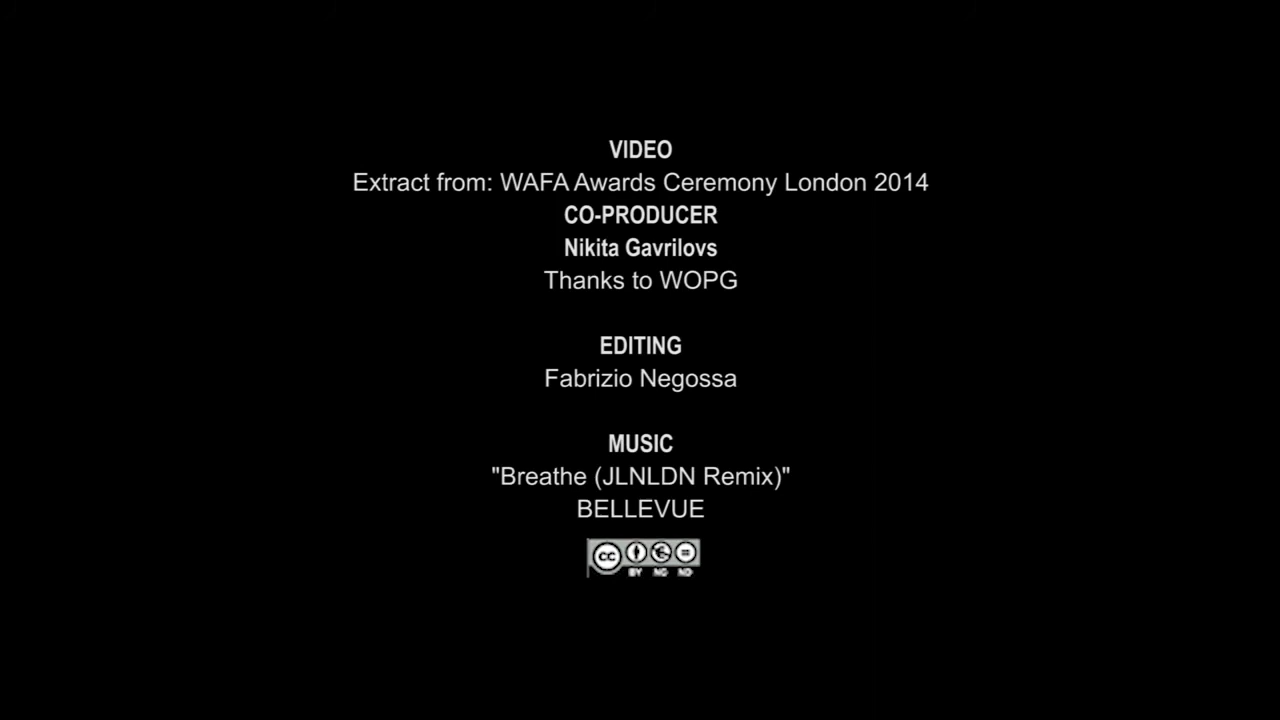 VIDEO
Extract from: WAFA Awards Ceremony London 2014
CO-PRODUCER
Nikita Gavrilovs
Thanks to WOPG
EDITING
Fabrizio Negossa
MUSIC
"Breathe (JLNLDN Remix)"
BELLEVUE
cc
BY NC ND